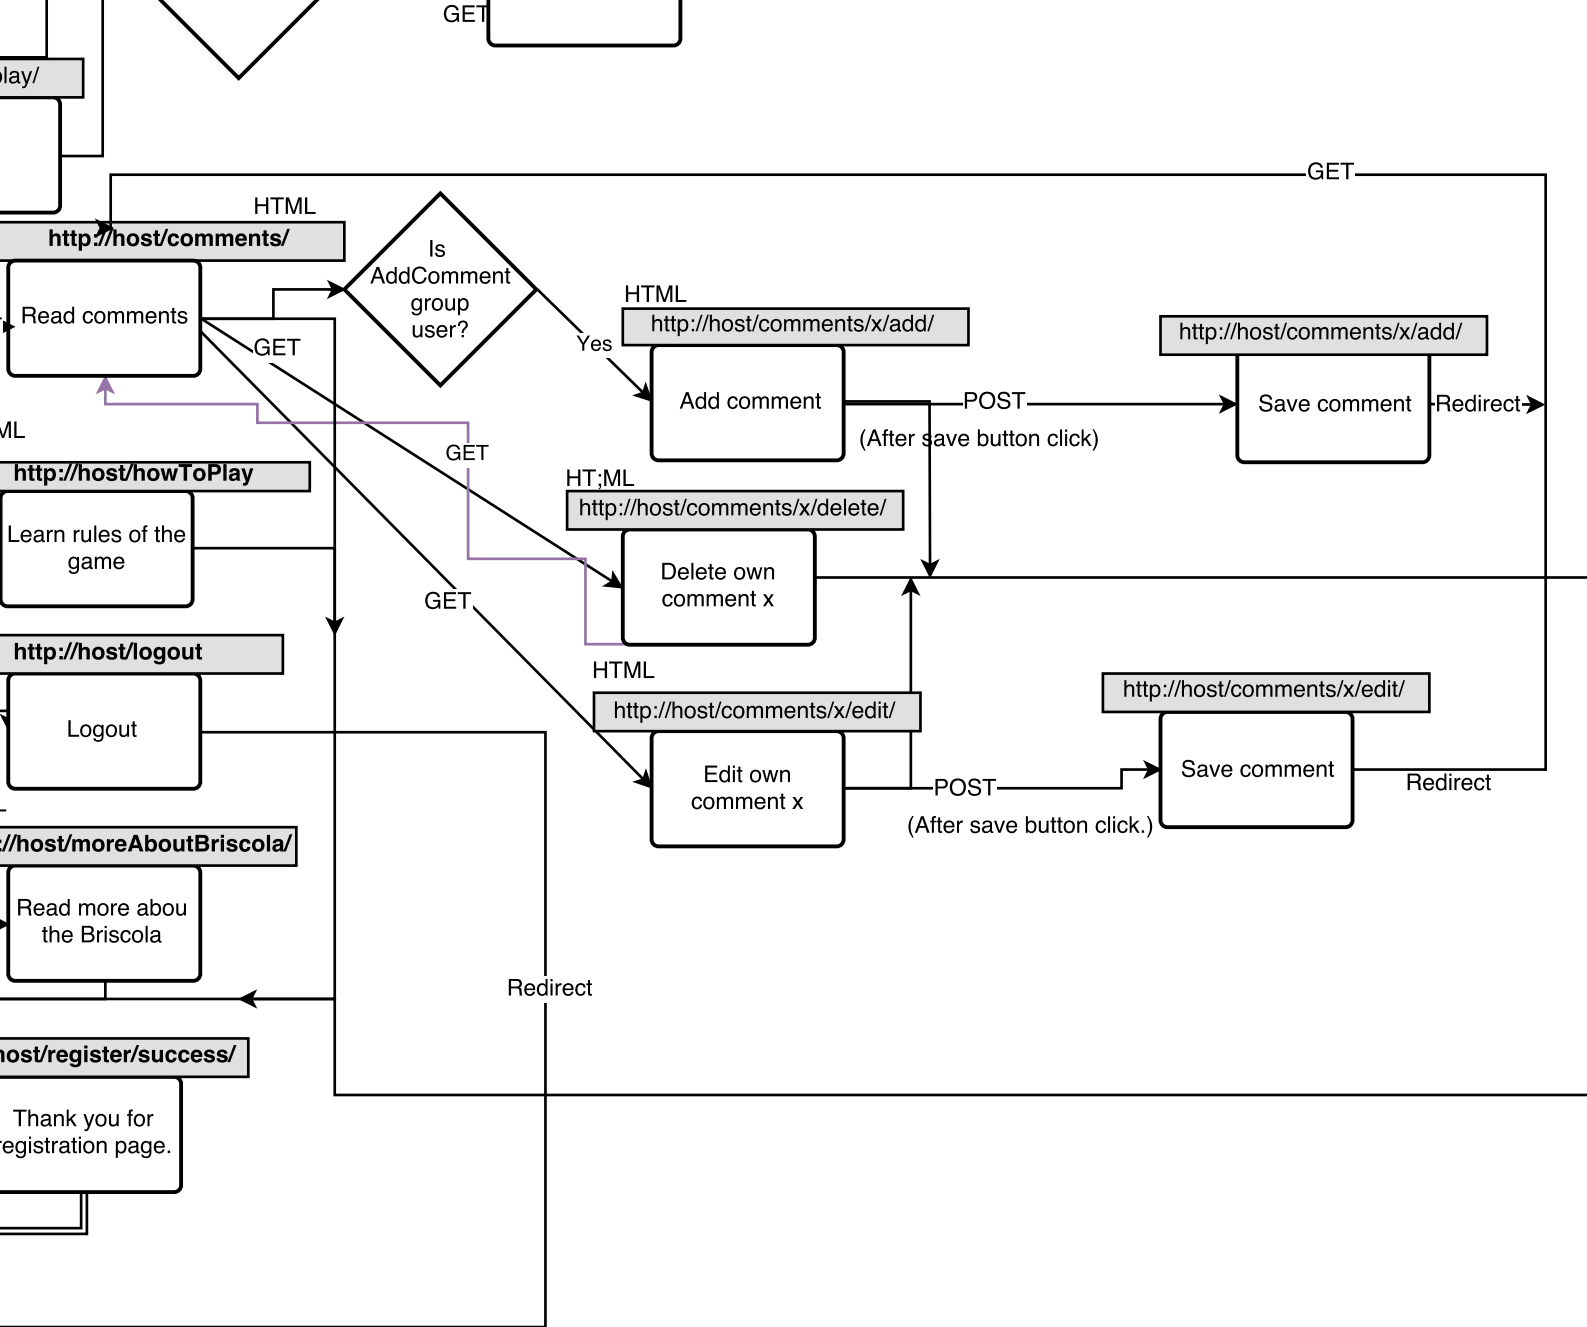 GET
play/
GET
HTML
http://host/comments/
Is
AddComment
group
user?
Read comments
GET
Yes
HTML
http://host/comments/x/add/
Add comment
POST
(After save button click)
http://host/comments/x/add/
Save comment
Redirect
ML
GET
http://host/howToPlay
Learn rules of the
game
HT;ML
http://host/comments/x/delete/
Delete own
comment x
GET
http://host/logout
Logout
HTML
http://host/comments/x/edit/
Edit own
comment x
POST
(After save button click.)
http://host/comments/x/edit/
Save comment
Redirect
://host/moreAboutBriscola/
Read more abou
the Briscola
Redirect
host/register/success/
Thank you for
registration page.